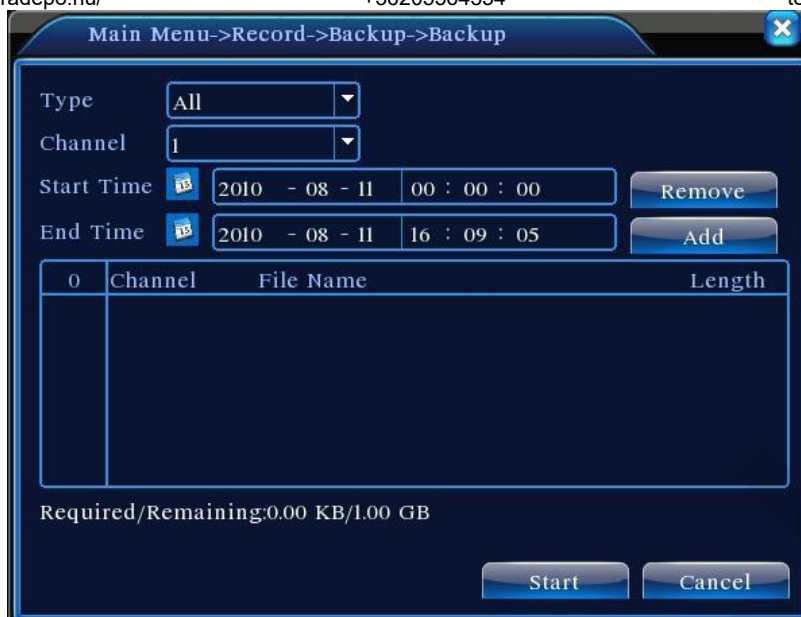 Main Menu->Record->Backup->Backup
Type All
Channel 1
Start Time 2010 - 08 - 11 00 : 00 : 00 Remove
End Time 2010 - 08 - 11 16 : 09 : 05 Add
0 Channel File Name Length
Required/Remaining:0.00 KB/1.00 GB
Start Cancel